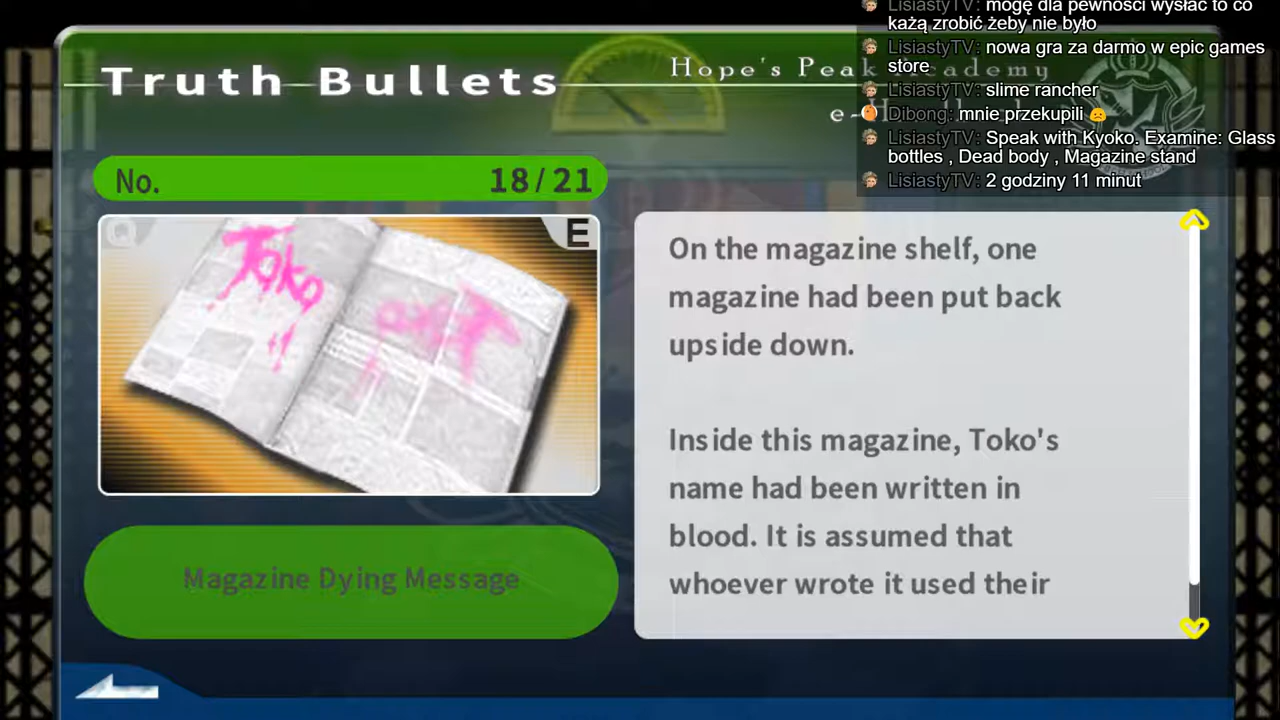 Truth Bullets
Hope's Peak Academy
No.
18/21
E
Toko
Magazine Dying Message
On the magazine shelf, one
magazine had been put back
upside down.
Inside this magazine, Toko's
name had been written in
blood. It is assumed that
whoever wrote it used their
LisiastyTV: mogę dla pewności wysłać to co
każą zrobić żeby nie było
LisiastyTV: nowa gra za darmo w epic games
store
LisiastyTV: slime rancher
Dibong: mnie przekupili
LisiastyTV: Speak with Kyoko. Examine: Glass
bottles , Dead body , Magazine stand
LisiastyTV: 2 godziny 11 minut